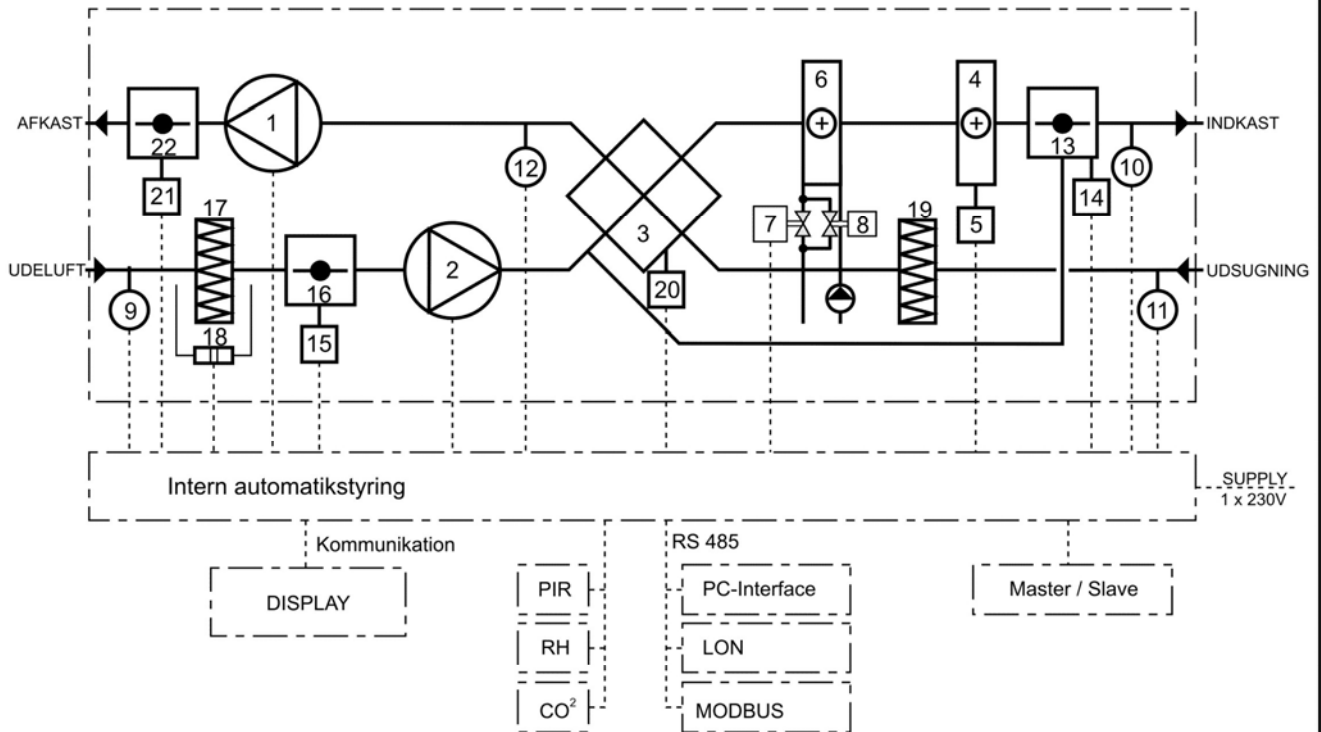 6
4
AFKAST
1
INDKAST
22
12
13
21
17
10
14
3
7
8
5
19
UDELUFT
2
UDSUGNING
16
20
9
11
18
15
Intern automatikstyring
SUPPLY
1 x 230V
Kommunikation
RS 485
DISPLAY
PIR
PC-Interface
Master / Slave
RH
LON
CO²
MODBUS